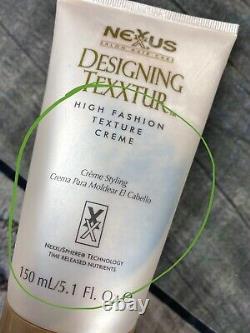 NEXXUS
SALON HAIR CARE
DESIGNING
TEXXTUR
HIGH FASHION
TEXTURE
CREME
Crème Styling
Crema Para Moldear El Cabello
NEXXUSPHERE® TECHNOLOGY
TIME RELEASED NUTRIENTS
150 mL/5.1 Fl. Oz.
ebay